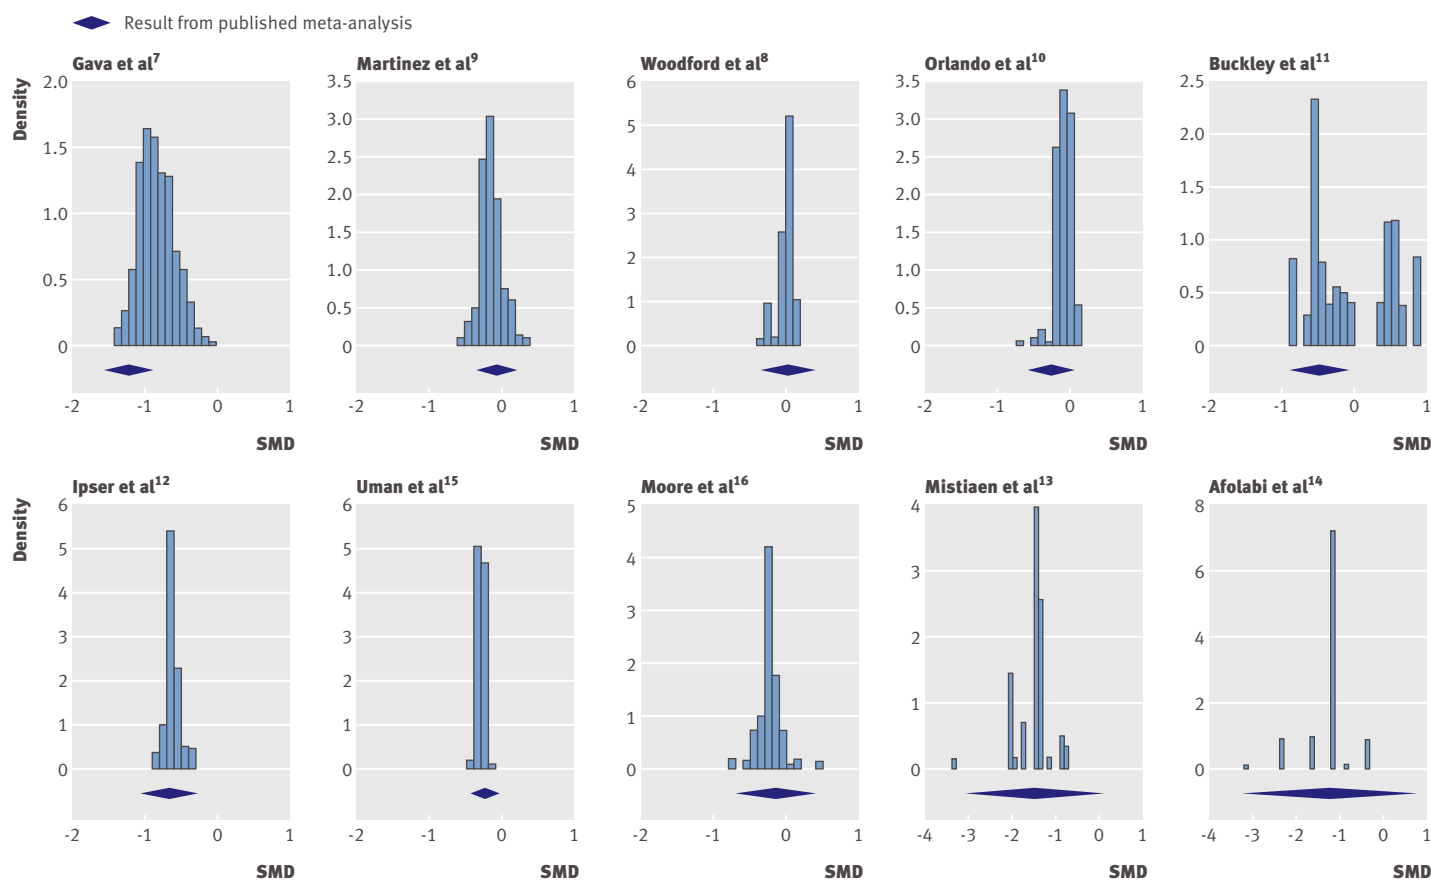 Result from published meta-analysis
Gava et al7
Martinez et al9
Woodford et al8
Orlando et al10
Buckley et al11
Density
2.0
1.5
1.0
0.5
0
-2 -1 0 1
SMD
3.5
3.0
2.5
2.0
1.5
1.0
0.5
0
-2 -1 0 1
SMD
6
5
4
3
2
1
0
-2 -1 0 1
SMD
3.5
3.0
2.5
2.0
1.5
1.0
0.5
0
-2 -1 0 1
SMD
2.5
2.0
1.5
1.0
0.5
0
-2 -1 0 1
SMD
Ipser et al12
Uman et al15
Moore et al16
Mistiaen et al13
Afolabi et al14
Density
6
5
4
3
2
1
0
-2 -1 0 1
SMD
6
5
4
3
2
1
0
-2 -1 0 1
SMD
5
4
3
2
1
0
-2 -1 0 1
SMD
4
3
2
1
0
-4 -3 -2 -1 0 1
SMD
8
6
4
2
0
-4 -3 -2 -1 0 1
SMD